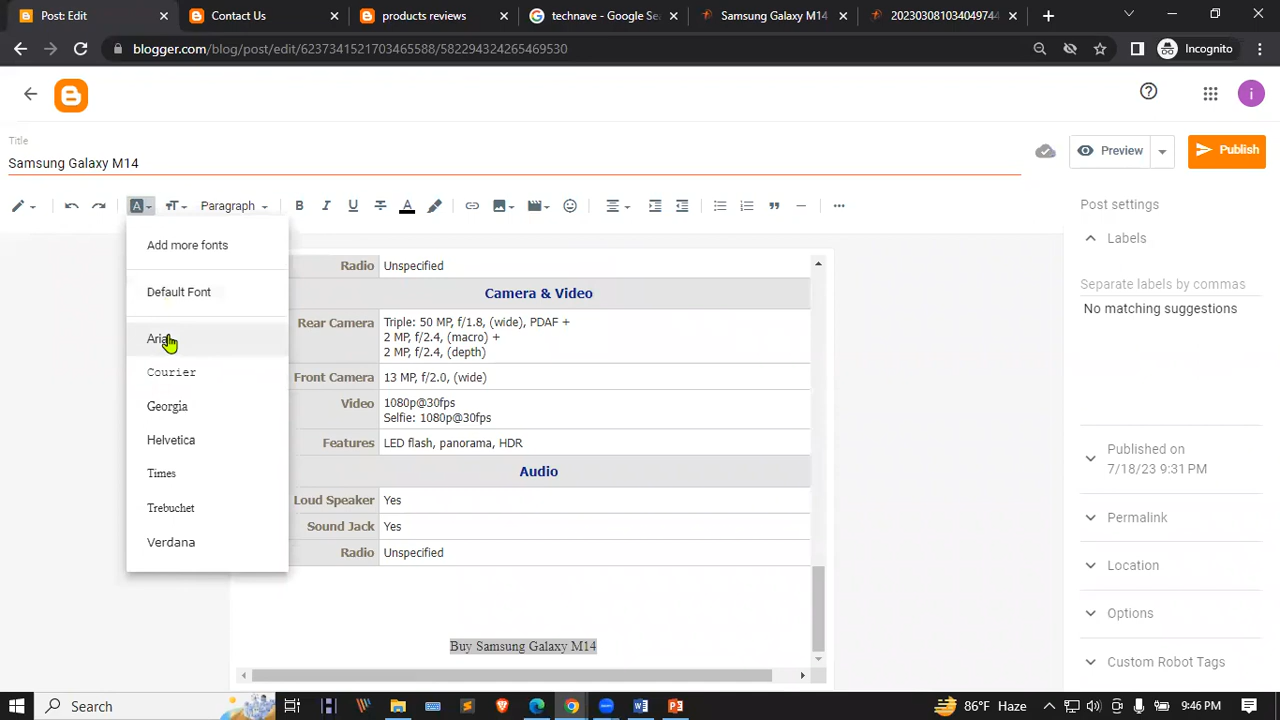 Post Edit
Contact Us
products reviews
technave - Google Se
Samsung Galaxy M14
20230308103404974
blogger.com/blog/post/edit/6237341521703465588/582294324265469530
Incognito
i
Title
Samsung Galaxy M14
Preview
Publish
Paragraph
Add more fonts
Default Font
Arial
Courier
Georgia
Helvetica
Times
Trebuchet
Verdana
Radio Unspecified
Camera & Video
Rear Camera Triple: 50 MP, f/1.8, (wide), PDAF +
2 MP, f/2.4, (macro) +
2 MP, f/2.4, (depth)
Front Camera 13 MP, f/2.0, (wide)
Video 1080p@30fps
Selfie: 1080p@30fps
Features LED flash, panorama, HDR
Audio
Loud Speaker Yes
Sound Jack Yes
Radio Unspecified
Buy Samsung Galaxy M14
Post settings
Labels
Separate labels by commas
No matching suggestions
Published on
7/18/23 9:31 PM
Permalink
Location
Options
Custom Robot Tags
Search
86°F Haze
9:46 PM